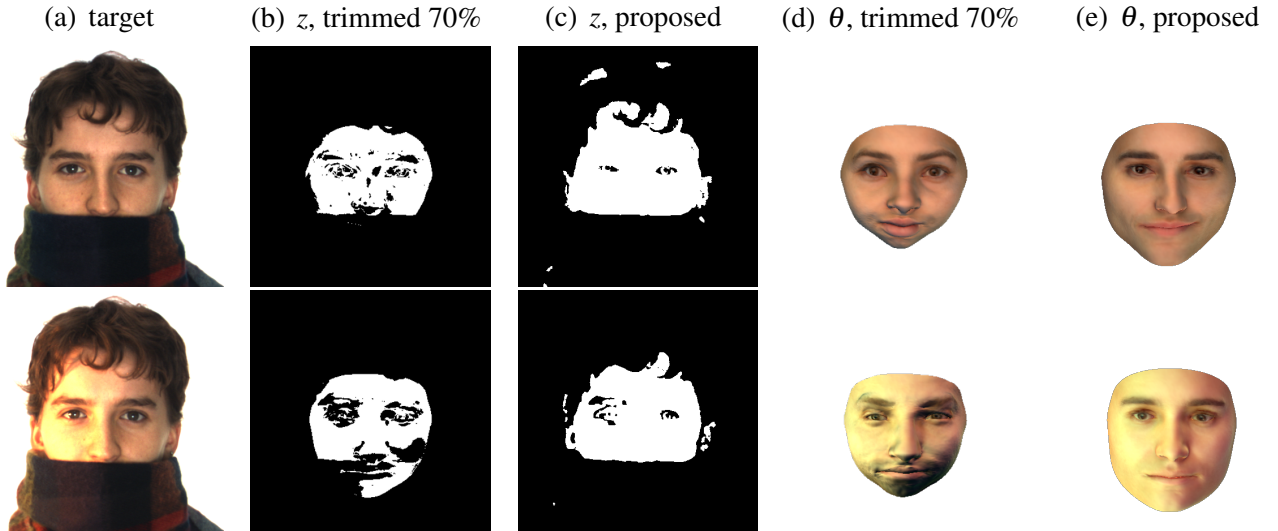 (a) target (b) z, trimmed 70% (c) z, proposed (d) θ, trimmed 70% (e) θ, proposed